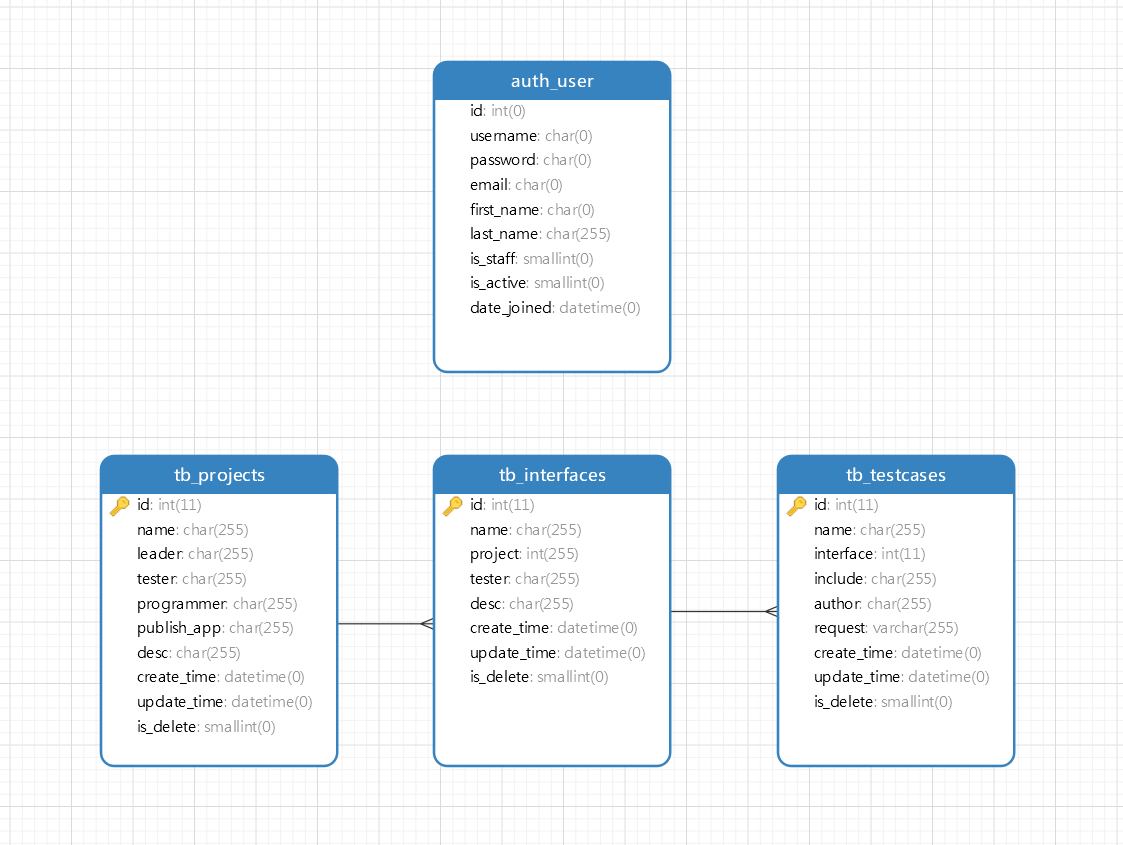 auth_user
id: int(0)
username: char(0)
password: char(0)
email: char(0)
first_name: char(0)
last_name: char(255)
is_staff: smallint(0)
is_active: smallint(0)
date_joined: datetime(0)
tb_projects
id: int(11)
name: char(255)
leader: char(255)
tester: char(255)
programmer: char(255)
publish_app: char(255)
desc: char(255)
create_time: datetime(0)
update_time: datetime(0)
is_delete: smallint(0)
tb_interfaces
id: int(11)
name: char(255)
project: int(255)
tester: char(255)
desc: char(255)
create_time: datetime(0)
update_time: datetime(0)
is_delete: smallint(0)
tb_testcases
id: int(11)
name: char(255)
interface: int(11)
include: char(255)
author: char(255)
request: varchar(255)
create_time: datetime(0)
update_time: datetime(0)
is_delete: smallint(0)